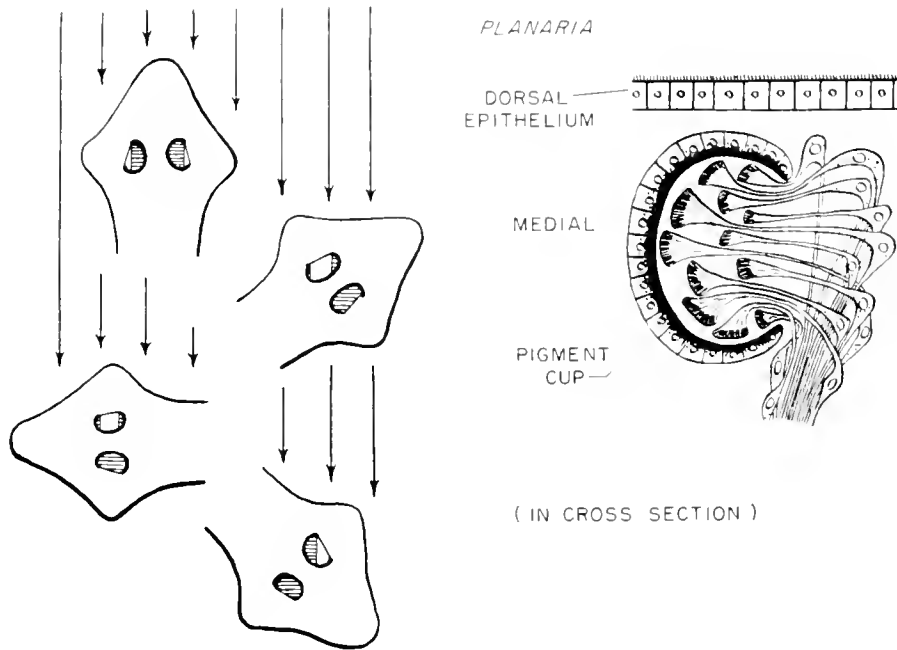 PLANARIA
DORSAL
EPITHELIUM
MEDIAL
PIGMENT
CUP
( IN CROSS SECTION )